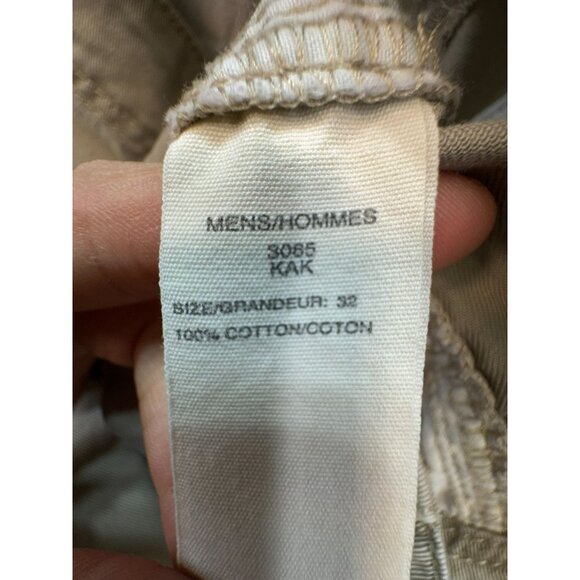 MENS/HOMMES
3065
KAK
SIZE/GRANDEUR: 32
100% COTTON/COTON